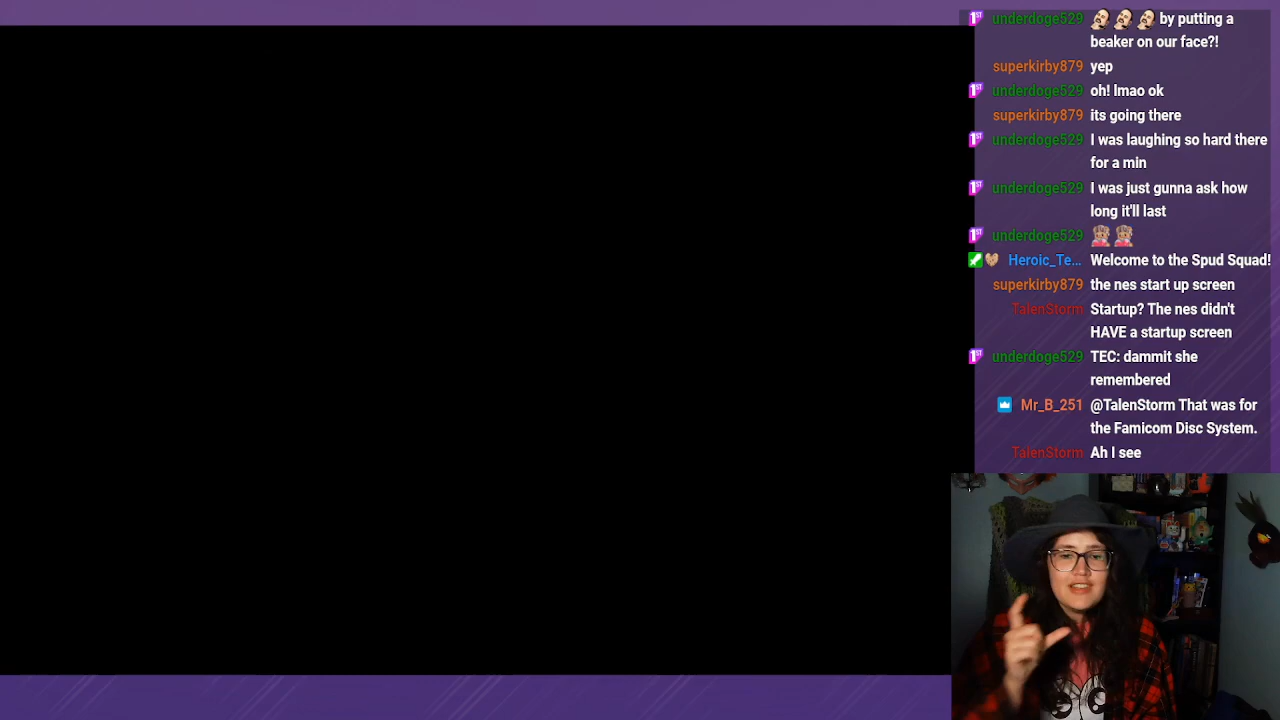 underdoge529 by putting a
beaker on our face?!
superkirby879 yep
underdoge529 oh! lmao ok
superkirby879 its going there
underdoge529 I was laughing so hard there
for a min
underdoge529 I was just gunna ask how
long it'll last
underdoge529
Heroic_Te... Welcome to the Spud Squad!
superkirby879 the nes start up screen
TalenStorm Startup? The nes didn't
HAVE a startup screen
underdoge529 TEC: dammit she
remembered
Mr_B_251 @TalenStorm That was for
the Famicom Disc System.
TalenStorm Ah I see